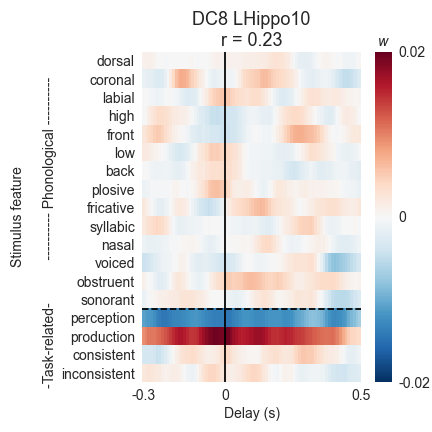 DC8 LHippo10
r = 0.23
w
dorsal
coronal
labial
high
front
low
back
plosive
fricative
syllabic
nasal
voiced
obstruent
sonorant
perception
production
consistent
inconsistent
Stimulus feature
-Task-related- ---------- Phonological ----------
0.02
0
-0.02
-0.3 0 0.5
Delay (s)